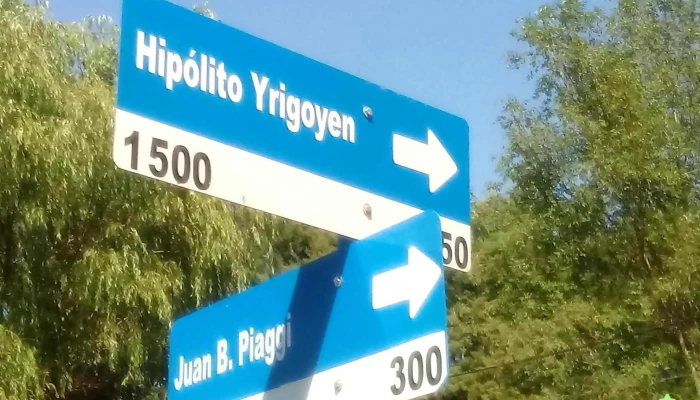 Hipólito Yrigoyen
1500 50
Juan B. Piaggi
300